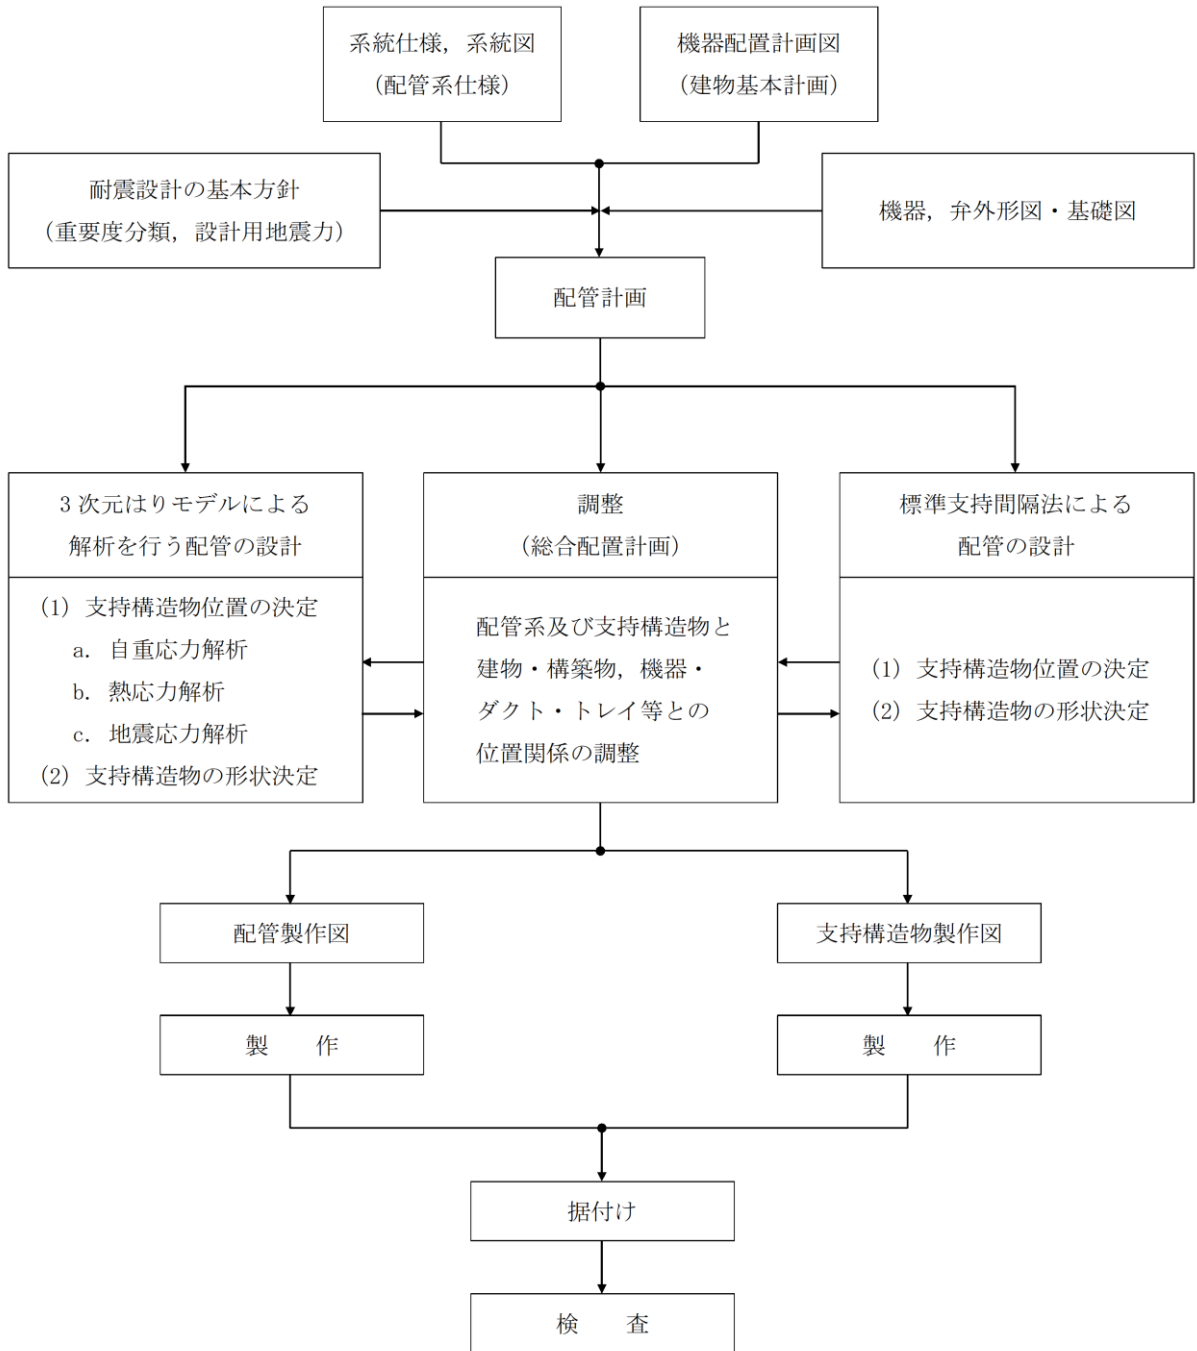 系統仕様，系統図
（配管系仕様）
機器配置計画図
（建物基本計画）
耐震設計の基本方針
（重要度分類，設計用地震力）
機器，弁外形図・基礎図
配管計画
3次元はりモデルによる
解析を行う配管の設計
(1) 支持構造物位置の決定
a. 自重応力解析
b. 熱応力解析
c. 地震応力解析
(2) 支持構造物の形状決定
調整
（総合配置計画）
配管系及び支持構造物と
建物・構築物，機器・
ダクト・トレイ等との
位置関係の調整
標準支持間隔法による
配管の設計
(1) 支持構造物位置の決定
(2) 支持構造物の形状決定
配管製作図
支持構造物製作図
製　　作
製　　作
据付け
検　　査